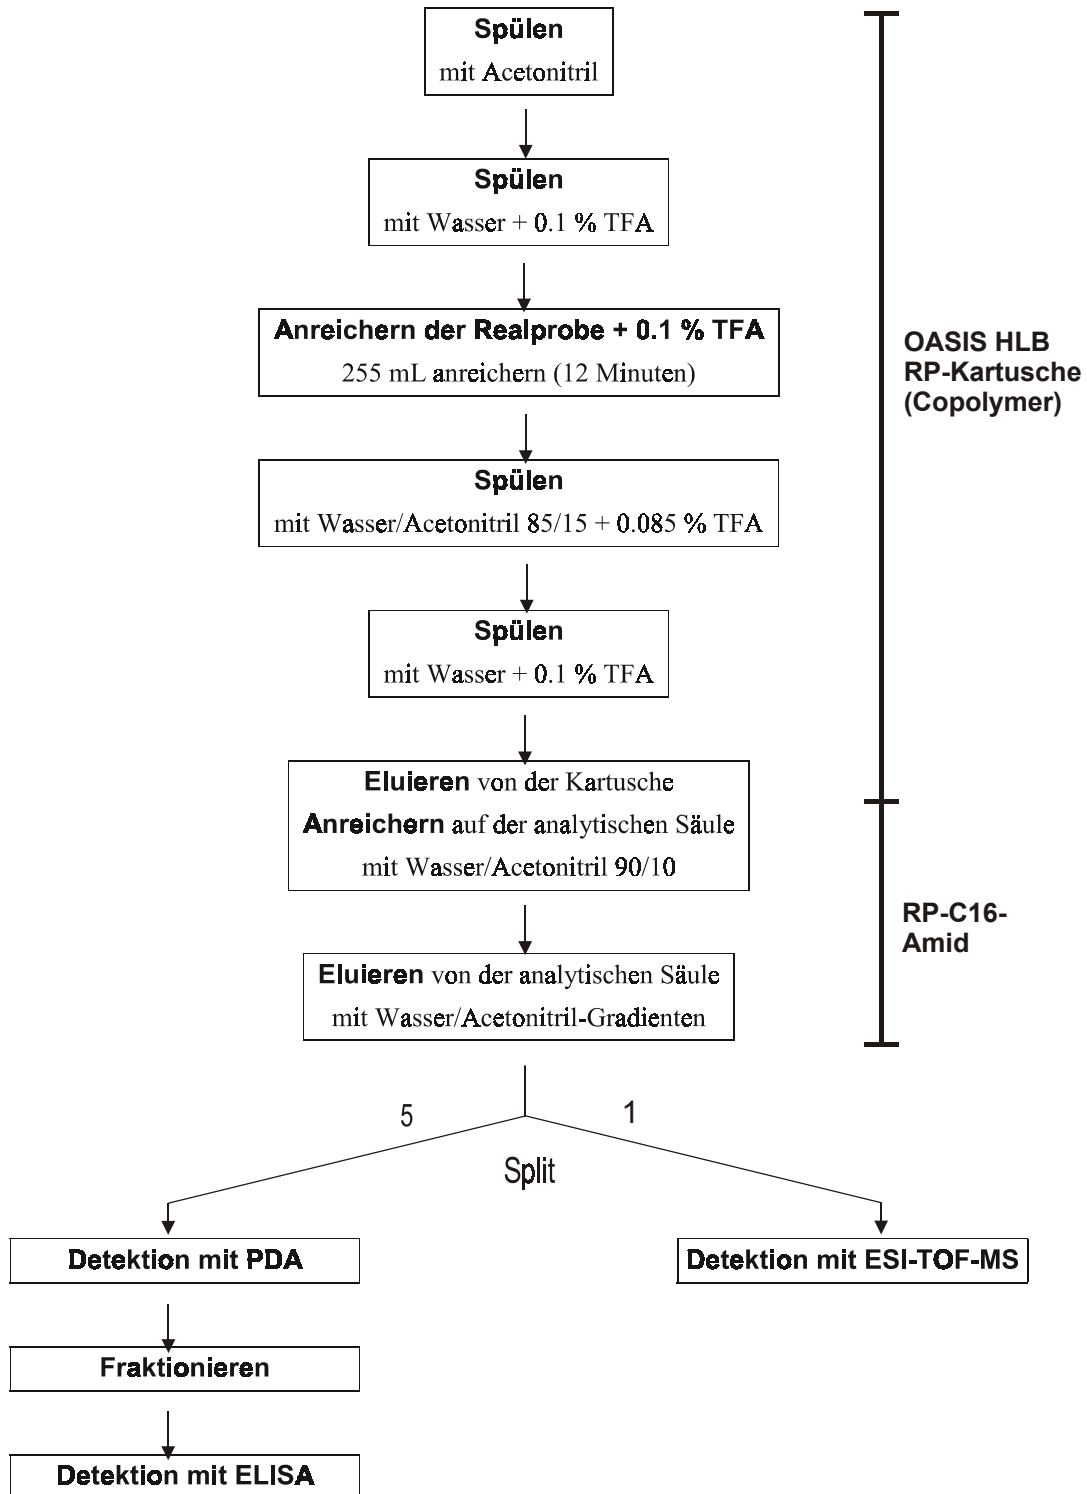 Spülen
mit Acetonitril
Spülen
mit Wasser + 0.1 % TFA
Anreichern der Realprobe + 0.1 % TFA
255 mL anreichern (12 Minuten)
Spülen
mit Wasser/Acetonitril 85/15 + 0.085 % TFA
Spülen
mit Wasser + 0.1 % TFA
Eluieren von der Kartusche
Anreichern auf der analytischen Säule
mit Wasser/Acetonitril 90/10
Eluieren von der analytischen Säule
mit Wasser/Acetonitril-Gradienten
OASIS HLB
RP-Kartusche
(Copolymer)
RP-C16-
Amid
5
1
Split
Detektion mit PDA
Detektion mit ESI-TOF-MS
Fraktionieren
Detektion mit ELISA